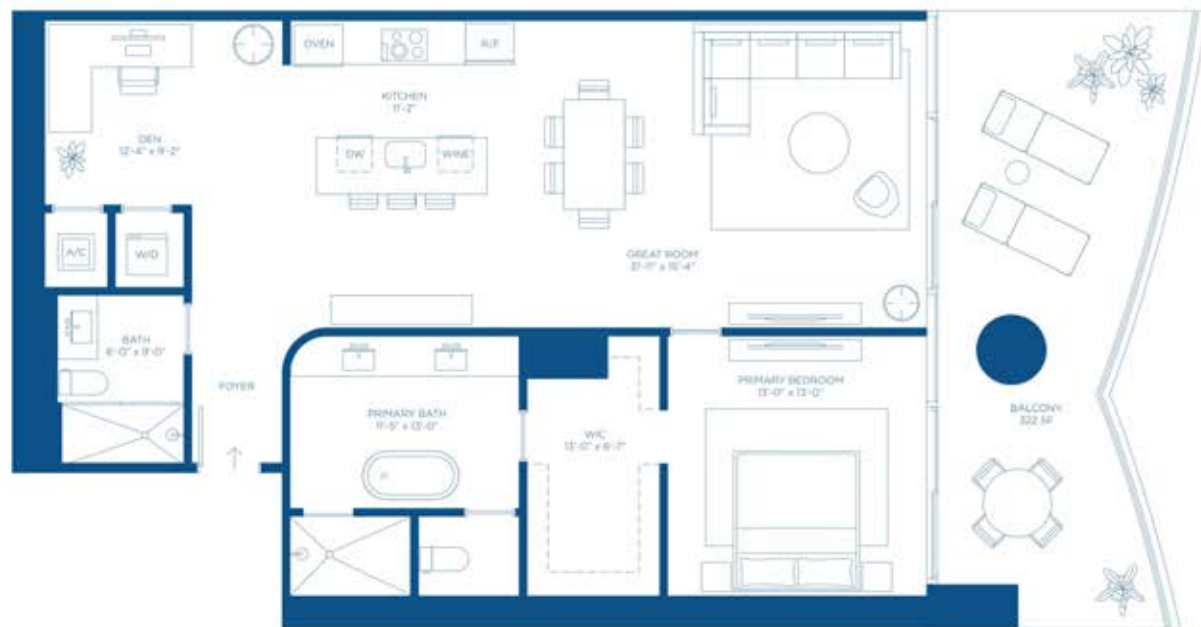 OVEN
R/F
KITCHEN
11'-2"
DEN
12'-4" x 9'-2"
DW
WINE
A/C
W/D
GREAT ROOM
31'-11" x 15'-4"
BATH
6'-0" x 9'-0"
FOYER
PRIMARY BATH
11'-5" x 13'-0"
WIC
13'-0" x 6'-7"
PRIMARY BEDROOM
13'-0" x 13'-0"
BALCONY
322 SF